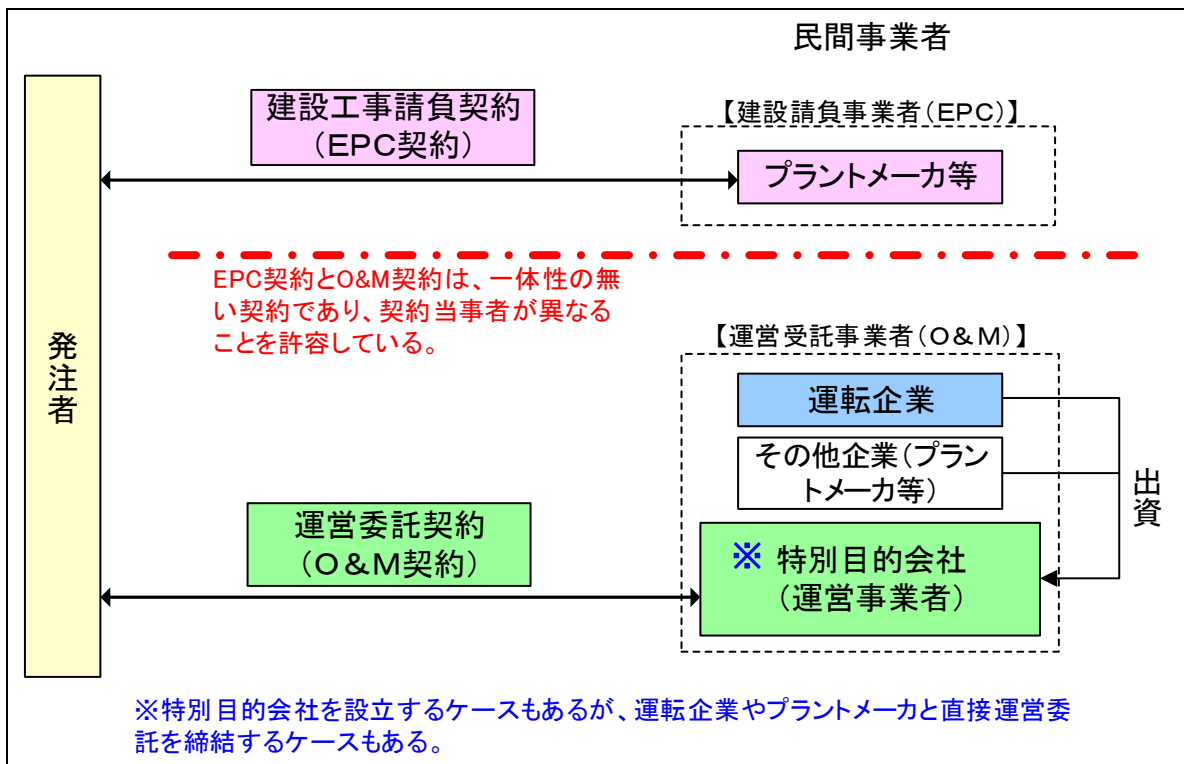 民間事業者
建設工事請負契約
（EPC契約）
【建設請負事業者（EPC）】
プラントメーカ等
EPC契約とO&M契約は、一体性の無
い契約であり、契約当事者が異なる
ことを許容している。
発注者
【運営受託事業者（O＆M）】
運転企業
その他企業（プラン
トメーカ等）
出資
運営委託契約
（O＆M契約）
※ 特別目的会社
（運営事業者）
※特別目的会社を設立するケースもあるが、運転企業やプラントメーカと直接運営委
託を締結するケースもある。